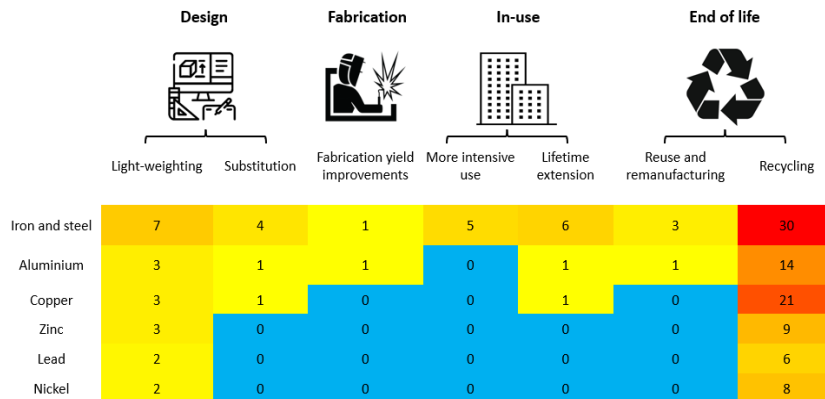 Design Fabrication In-use End of life
Light-weighting Substitution Fabrication yield improvements More intensive use Lifetime extension Reuse and remanufacturing Recycling
Iron and steel 7 4 1 5 6 3 30
Aluminium 3 1 1 0 1 1 14
Copper 3 1 0 0 1 0 21
Zinc 3 0 0 0 0 0 9
Lead 2 0 0 0 0 0 6
Nickel 2 0 0 0 0 0 8